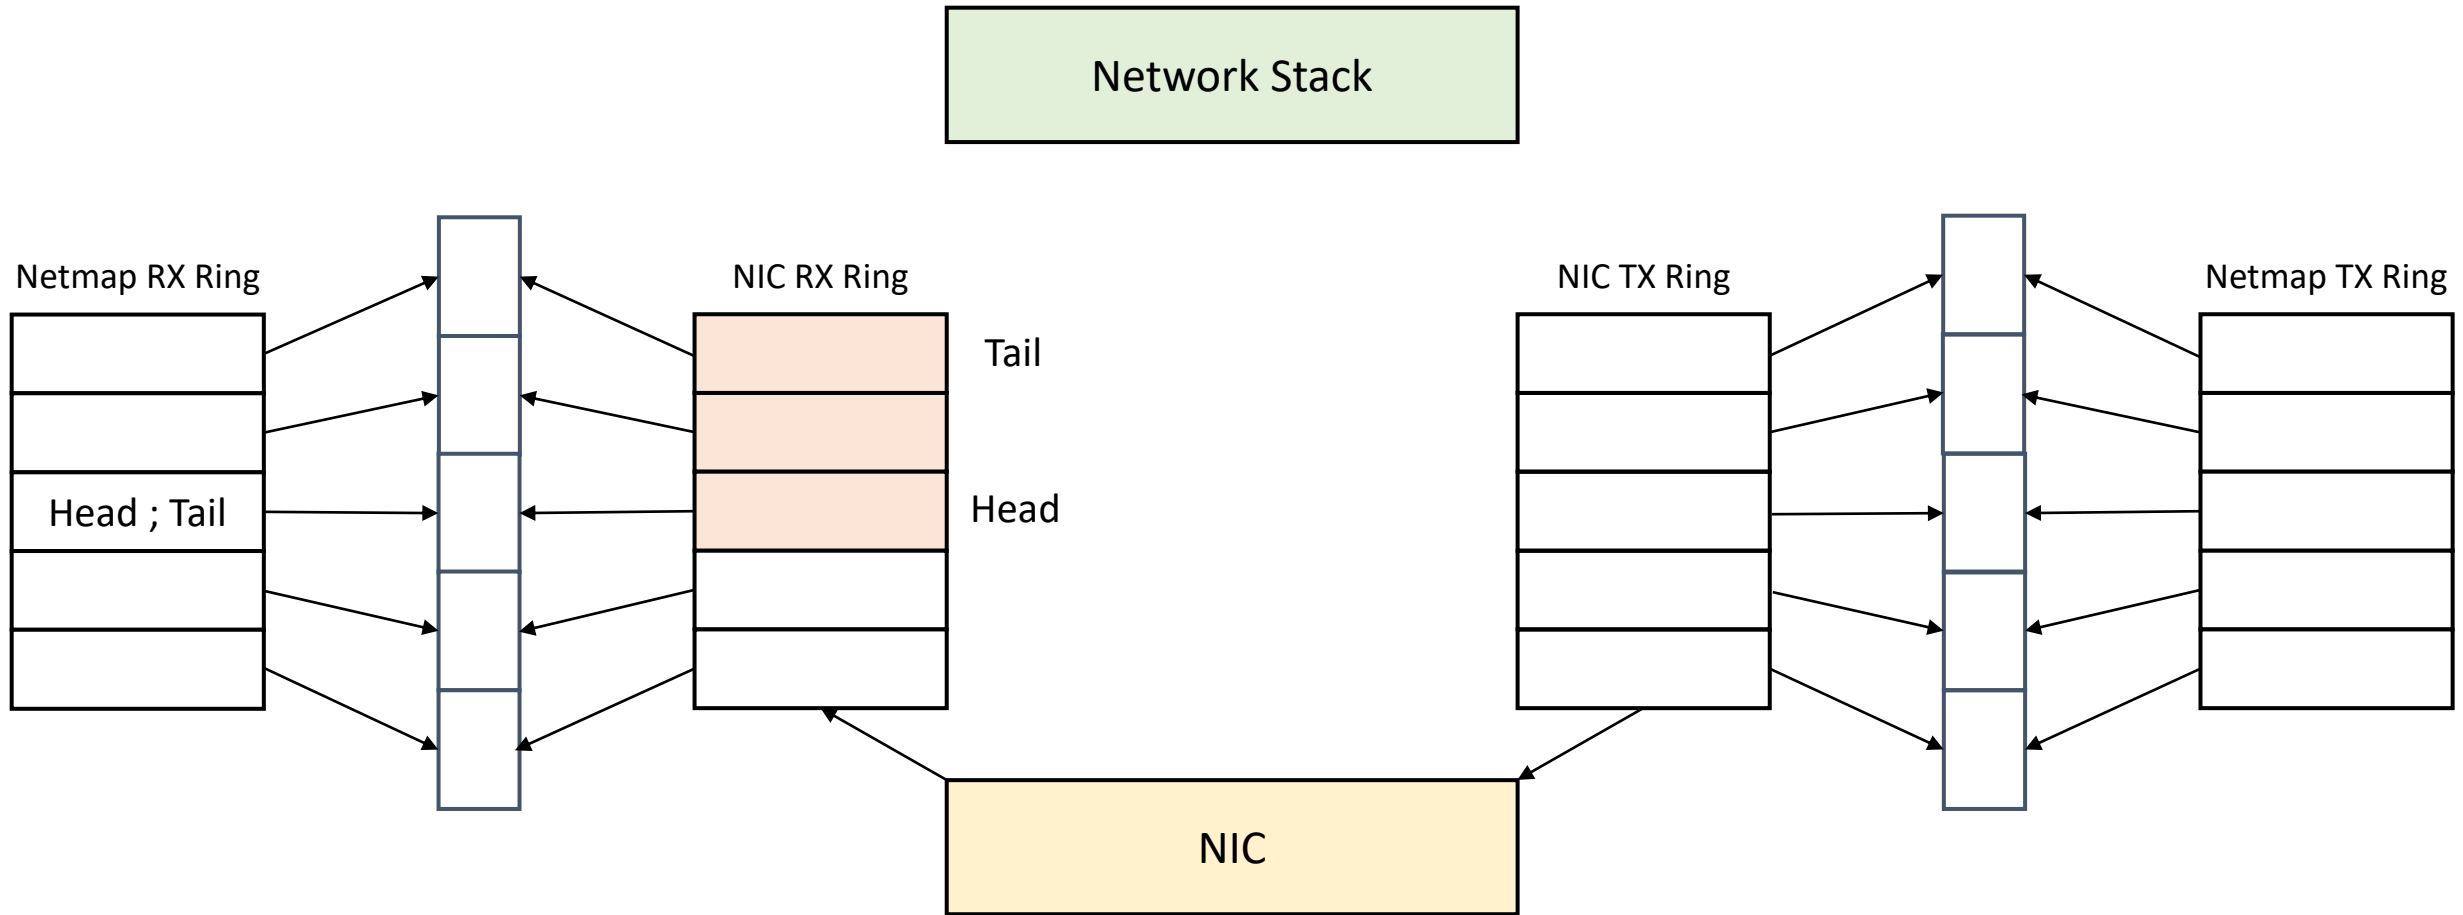 Network Stack
Netmap RX Ring
NIC RX Ring
NIC TX Ring
Netmap TX Ring
Tail
Head ; Tail
Head
NIC